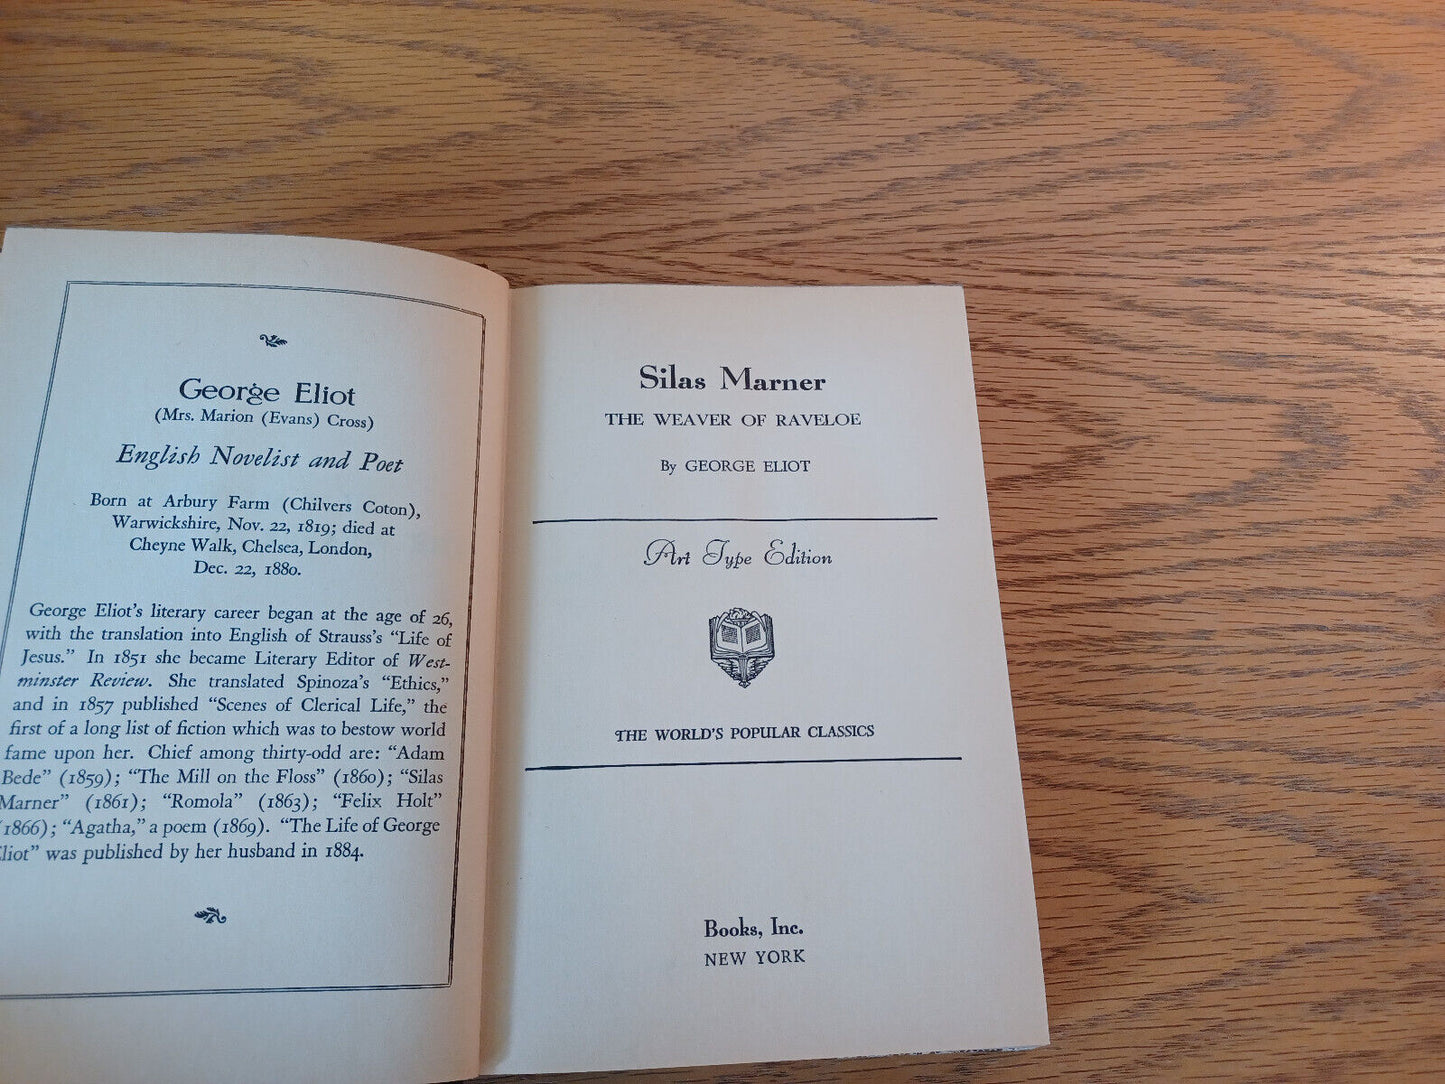 George Eliot
(Mrs. Marion (Evans) Cross)
English Novelist and Poet
Born at Arbury Farm (Chilvers Coton),
Warwickshire, Nov. 22, 1819; died at
Cheyne Walk, Chelsea, London,
Dec. 22, 1880.
George Eliot's literary career began at the age of 26,
with the translation into English of Strauss's "Life of
Jesus." In 1851 she became Literary Editor of West-
minster Review. She translated Spinoza's "Ethics,"
and in 1857 published "Scenes of Clerical Life," the
first of a long list of fiction which was to bestow world
fame upon her. Chief among thirty-odd are: "Adam
Bede" (1859); "The Mill on the Floss" (1860); "Silas
Marner" (1861); "Romola" (1863); "Felix Holt"
(1866); "Agatha," a poem (1869). "The Life of George
Eliot" was published by her husband in 1884.
Silas Marner
THE WEAVER OF RAVELOE
By GEORGE ELIOT
Art Type Edition
THE WORLD'S POPULAR CLASSICS
Books, Inc.
NEW YORK